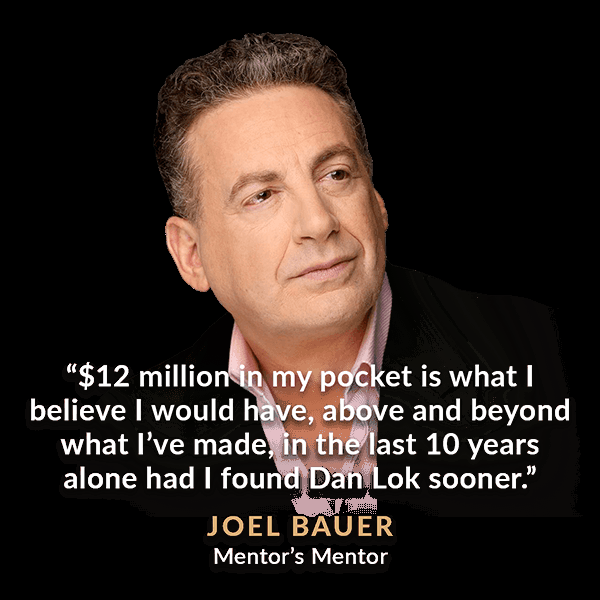 “$12 million in my pocket is what I
believe I would have, above and beyond
what I’ve made, in the last 10 years
alone had I found Dan Lok sooner.”
JOEL BAUER
Mentor’s Mentor